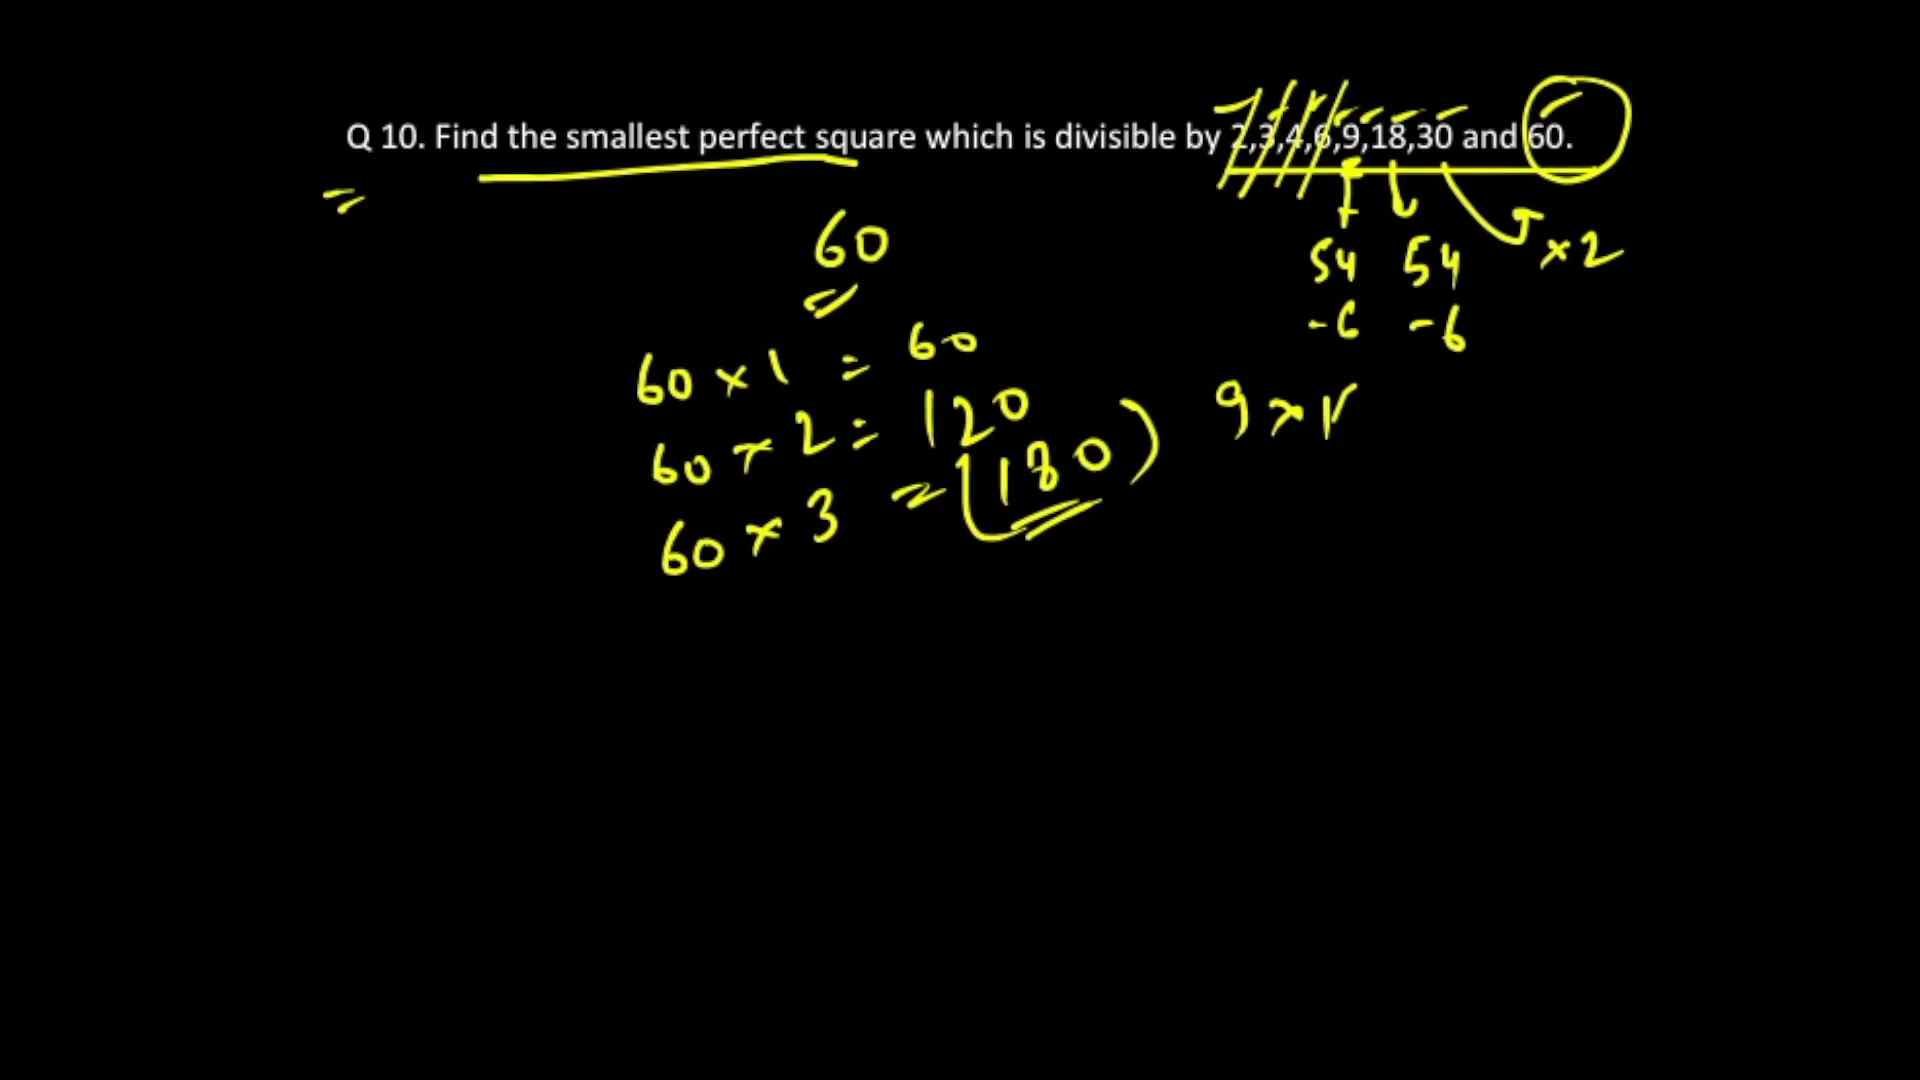 Q 10. Find the smallest perfect square which is divisible by 2,3,4,6,9,18,30 and 60.
60
54 54 ×2
-6 -6
60 × 1 = 60
60 × 2 = 120
60 × 3 = (180)
9 ×